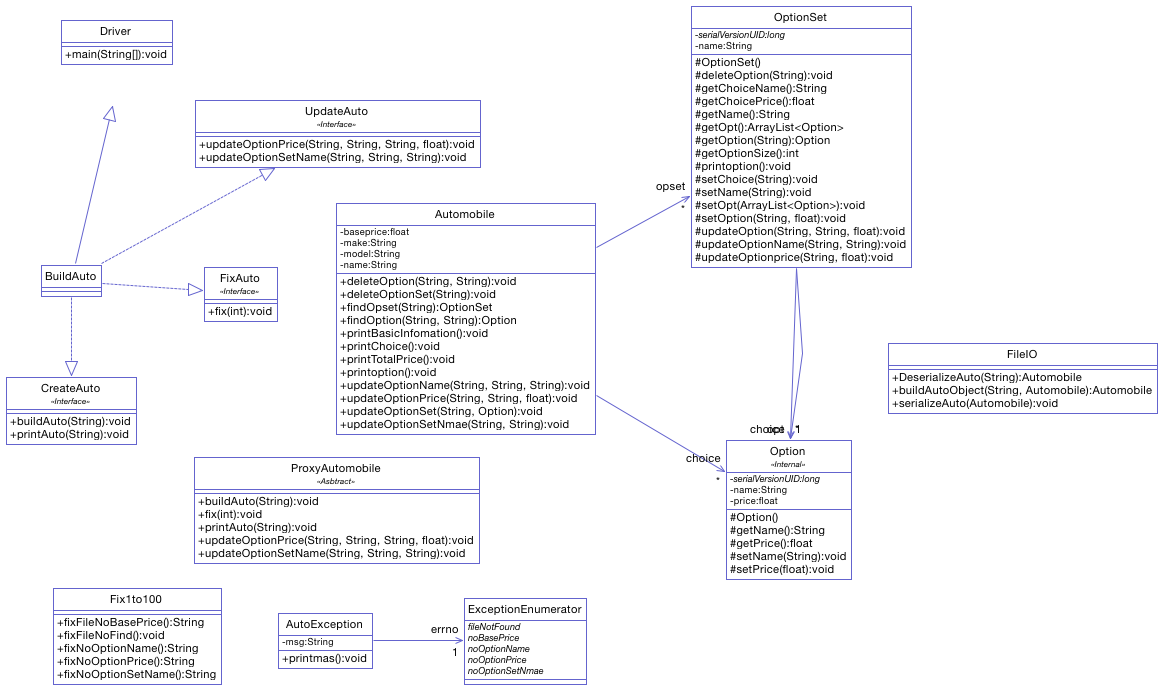 Driver
+main(String[]):void
UpdateAuto
«Interface»
+updateOptionPrice(String, String, String, float):void
+updateOptionSetName(String, String, String):void
OptionSet
-serialVersionUID:long
-name:String
#OptionSet()
#deleteOption(String):void
#getChoiceName():String
#getChoicePrice():float
#getName():String
#getOpt():ArrayList<Option>
#getOption(String):Option
#getOptionSize():int
#printoption():void
#setChoice(String):void
#setName(String):void
#setOpt(ArrayList<Option>):void
#setOption(String, float):void
#updateOption(String, String, float):void
#updateOptionName(String, String):void
#updateOptionprice(String, float):void
opset
*
Automobile
-baseprice:float
-make:String
-model:String
-name:String
+deleteOption(String, String):void
+deleteOptionSet(String):void
+findOpset(String):OptionSet
+findOption(String, String):Option
+printBasicInfomation():void
+printChoice():void
+printTotalPrice():void
+printoption():void
+updateOptionName(String, String, String):void
+updateOptionPrice(String, String, float):void
+updateOptionSet(String, Option):void
+updateOptionSetNmae(String, String):void
BuildAuto
FixAuto
«Interface»
+fix(int):void
CreateAuto
«Interface»
+buildAuto(String):void
+printAuto(String):void
FileIO
+DeserializeAuto(String):Automobile
+buildAutoObject(String, Automobile):Automobile
+serializeAuto(Automobile):void
choice
opt
*
1
choice
*
Option
«Internal»
-serialVersionUID:long
-name:String
-price:float
#Option()
#getName():String
#getPrice():float
#setName(String):void
#setPrice(float):void
ProxyAutomobile
«Asbtract»
+buildAuto(String):void
+fix(int):void
+printAuto(String):void
+updateOptionPrice(String, String, String, float):void
+updateOptionSetName(String, String, String):void
Fix1to100
+fixFileNoBasePrice():String
+fixFileNoFind():void
+fixNoOptionName():String
+fixNoOptionPrice():String
+fixNoOptionSetName():String
AutoException
-msg:String
+printmas():void
errno
1
ExceptionEnumerator
fileNotFound
noBasePrice
noOptionName
noOptionPrice
noOptionSetNmae